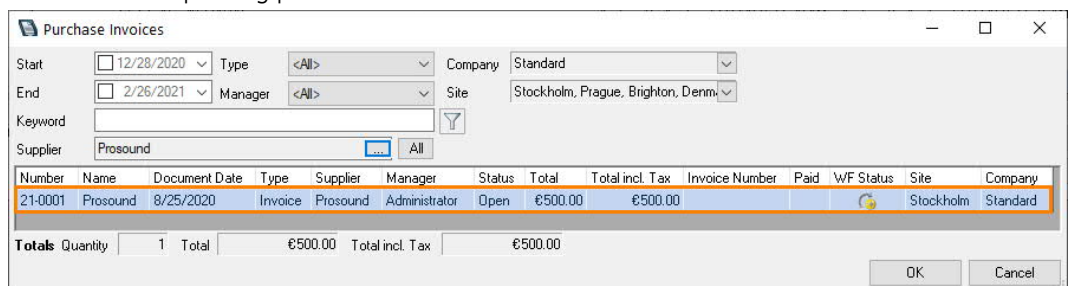 Purchase Invoices
Start 12/28/2020 Type <All> Company Standard
End 2/26/2021 Manager <All> Site Stockholm, Prague, Brighton, Denm
Keyword
Supplier Prosound ... All
Number Name Document Date Type Supplier Manager Status Total Total incl. Tax Invoice Number Paid WF Status Site Company
21-0001 Prosound 8/25/2020 Invoice Prosound Administrator Open €500.00 €500.00 Stockholm Standard
Totals Quantity 1 Total €500.00 Total incl. Tax €500.00
OK Cancel